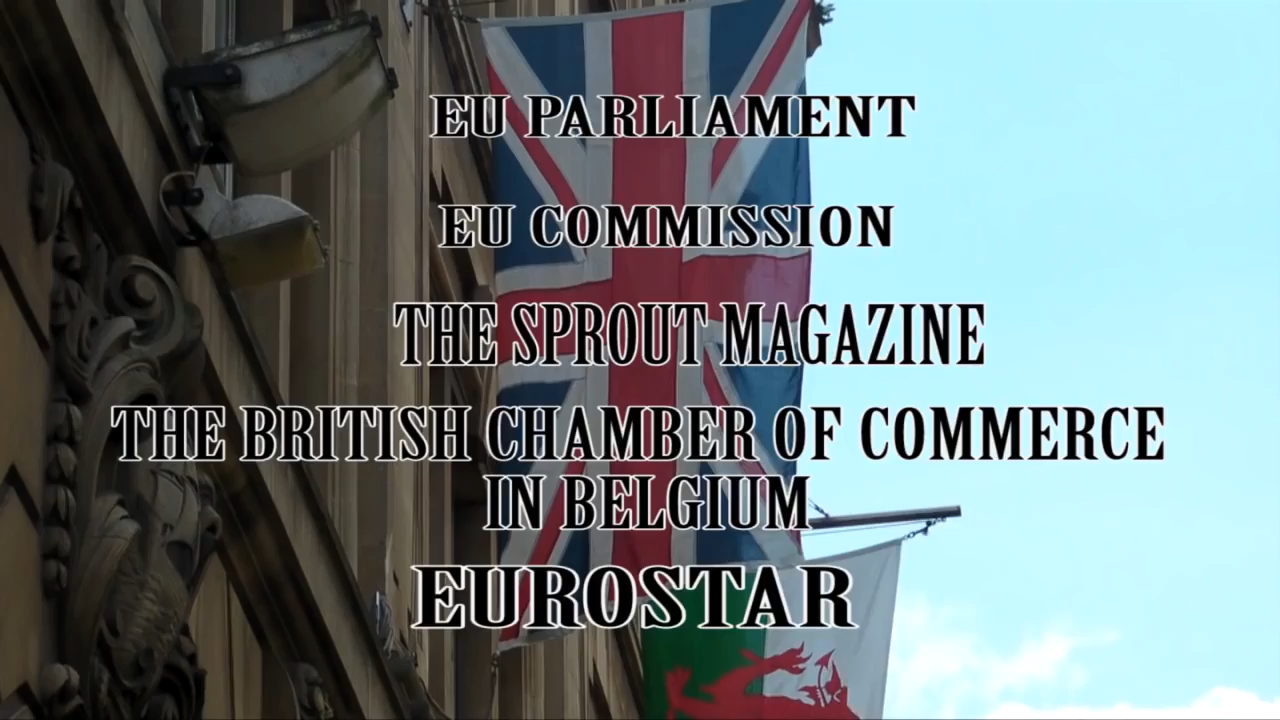 EU PARLIAMENT
EU COMMISSION
THE SPROUT MAGAZINE
THE BRITISH CHAMBER OF COMMERCE
IN BELGIUM
EUROSTAR